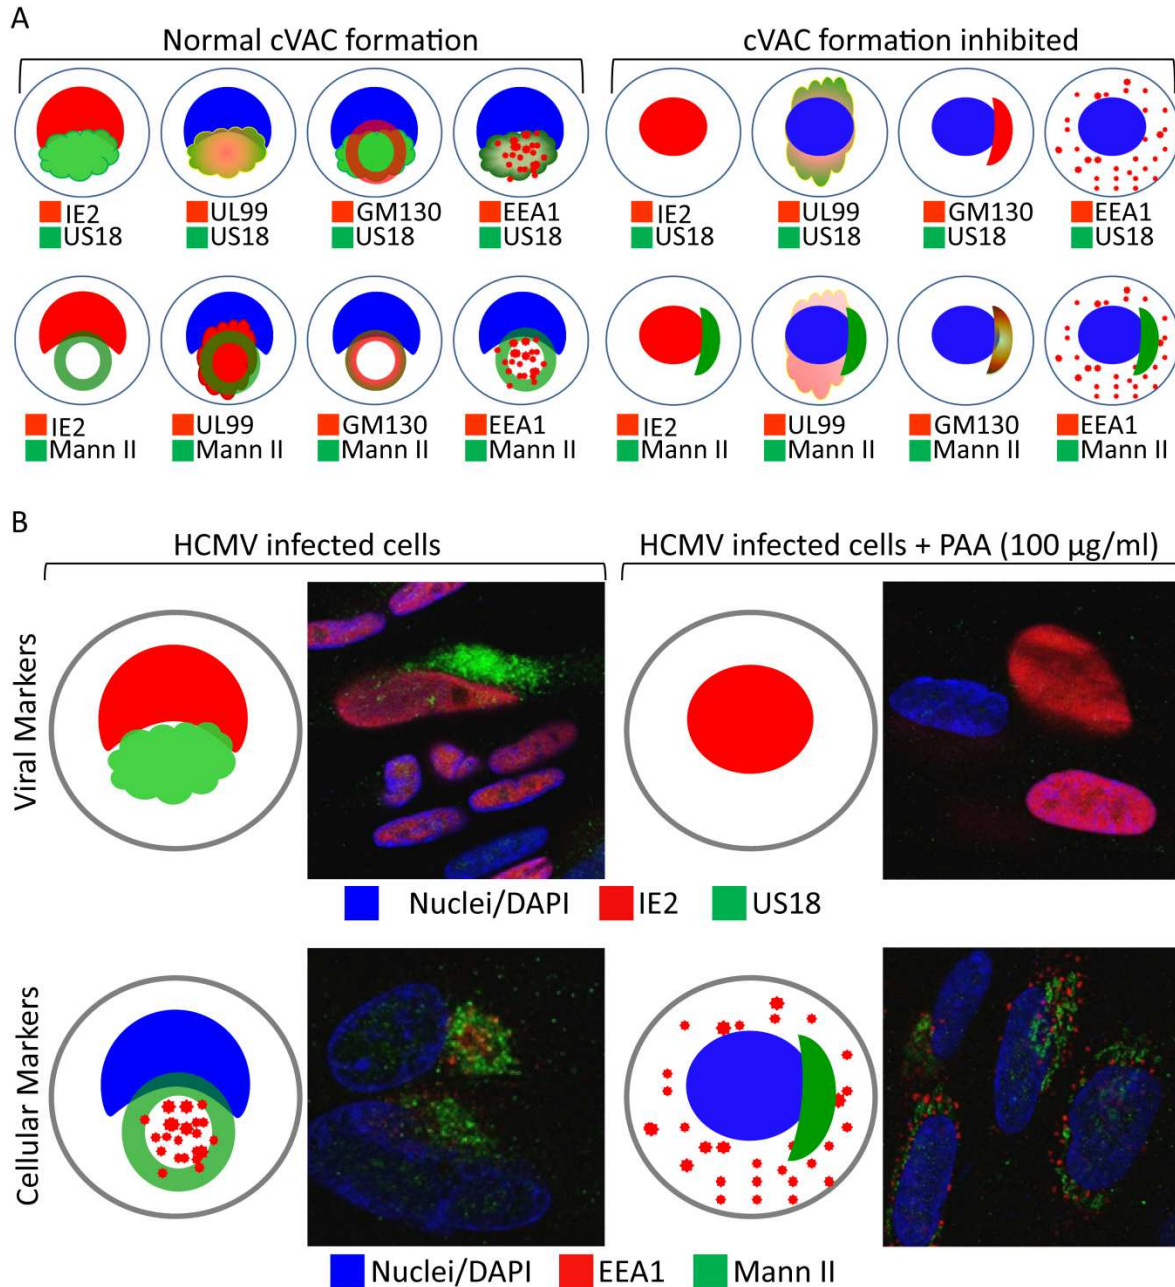 A
Normal cVAC formation
cVAC formation inhibited
IE2
US18
UL99
US18
GM130
US18
EEA1
US18
IE2
US18
UL99
US18
GM130
US18
EEA1
US18
IE2
Mann II
UL99
Mann II
GM130
Mann II
EEA1
Mann II
IE2
Mann II
UL99
Mann II
GM130
Mann II
EEA1
Mann II
B
HCMV infected cells
HCMV infected cells + PAA (100 µg/ml)
Viral Markers
Nuclei/DAPI
IE2
US18
Cellular Markers
Nuclei/DAPI
EEA1
Mann II